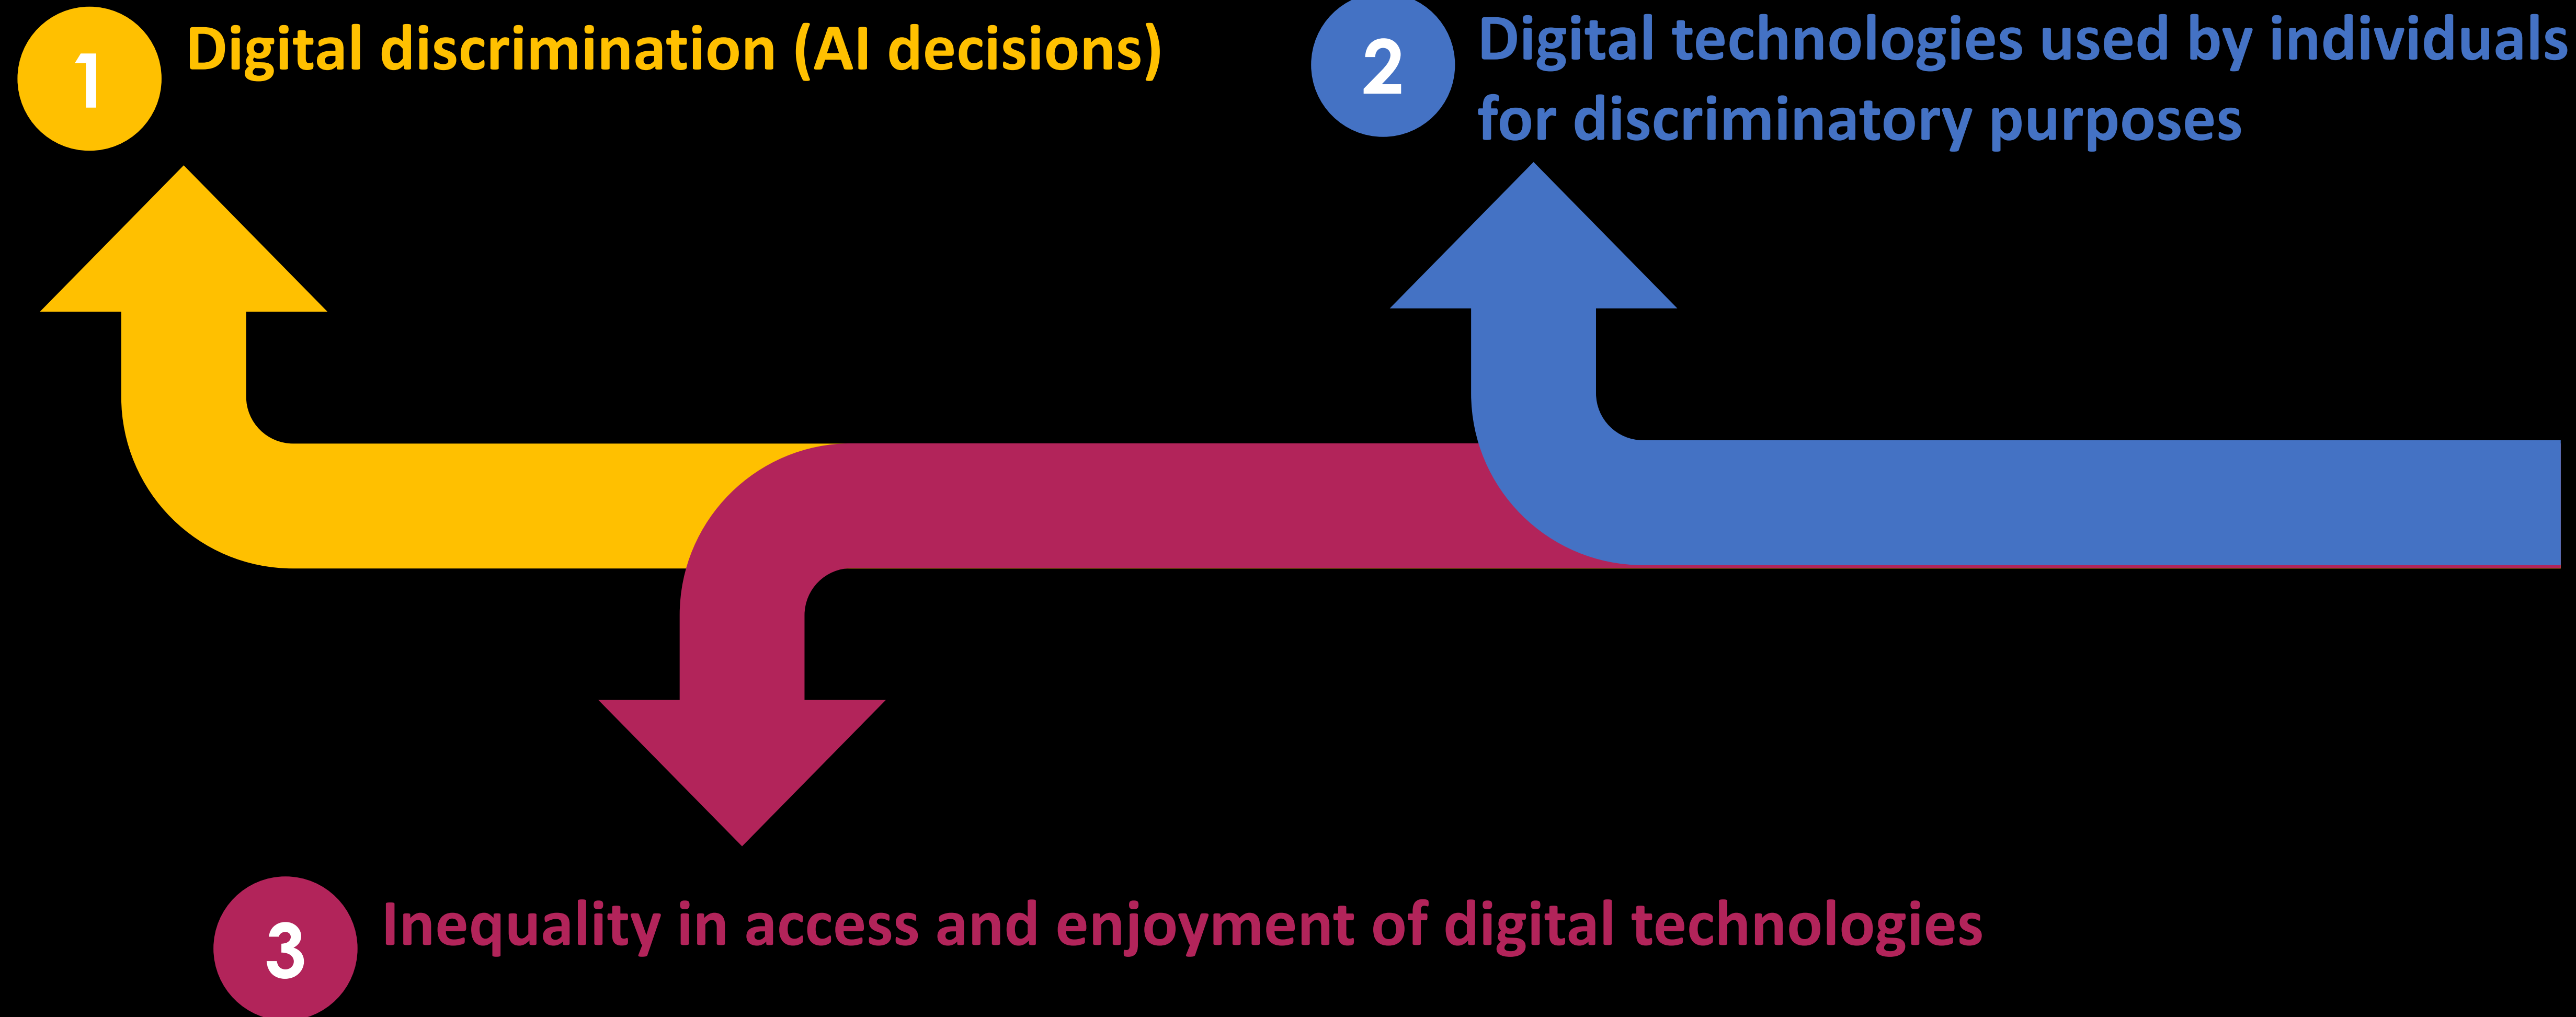 1
Digital discrimination (AI decisions)
2
Digital technologies used by individuals
for discriminatory purposes
3
Inequality in access and enjoyment of digital technologies